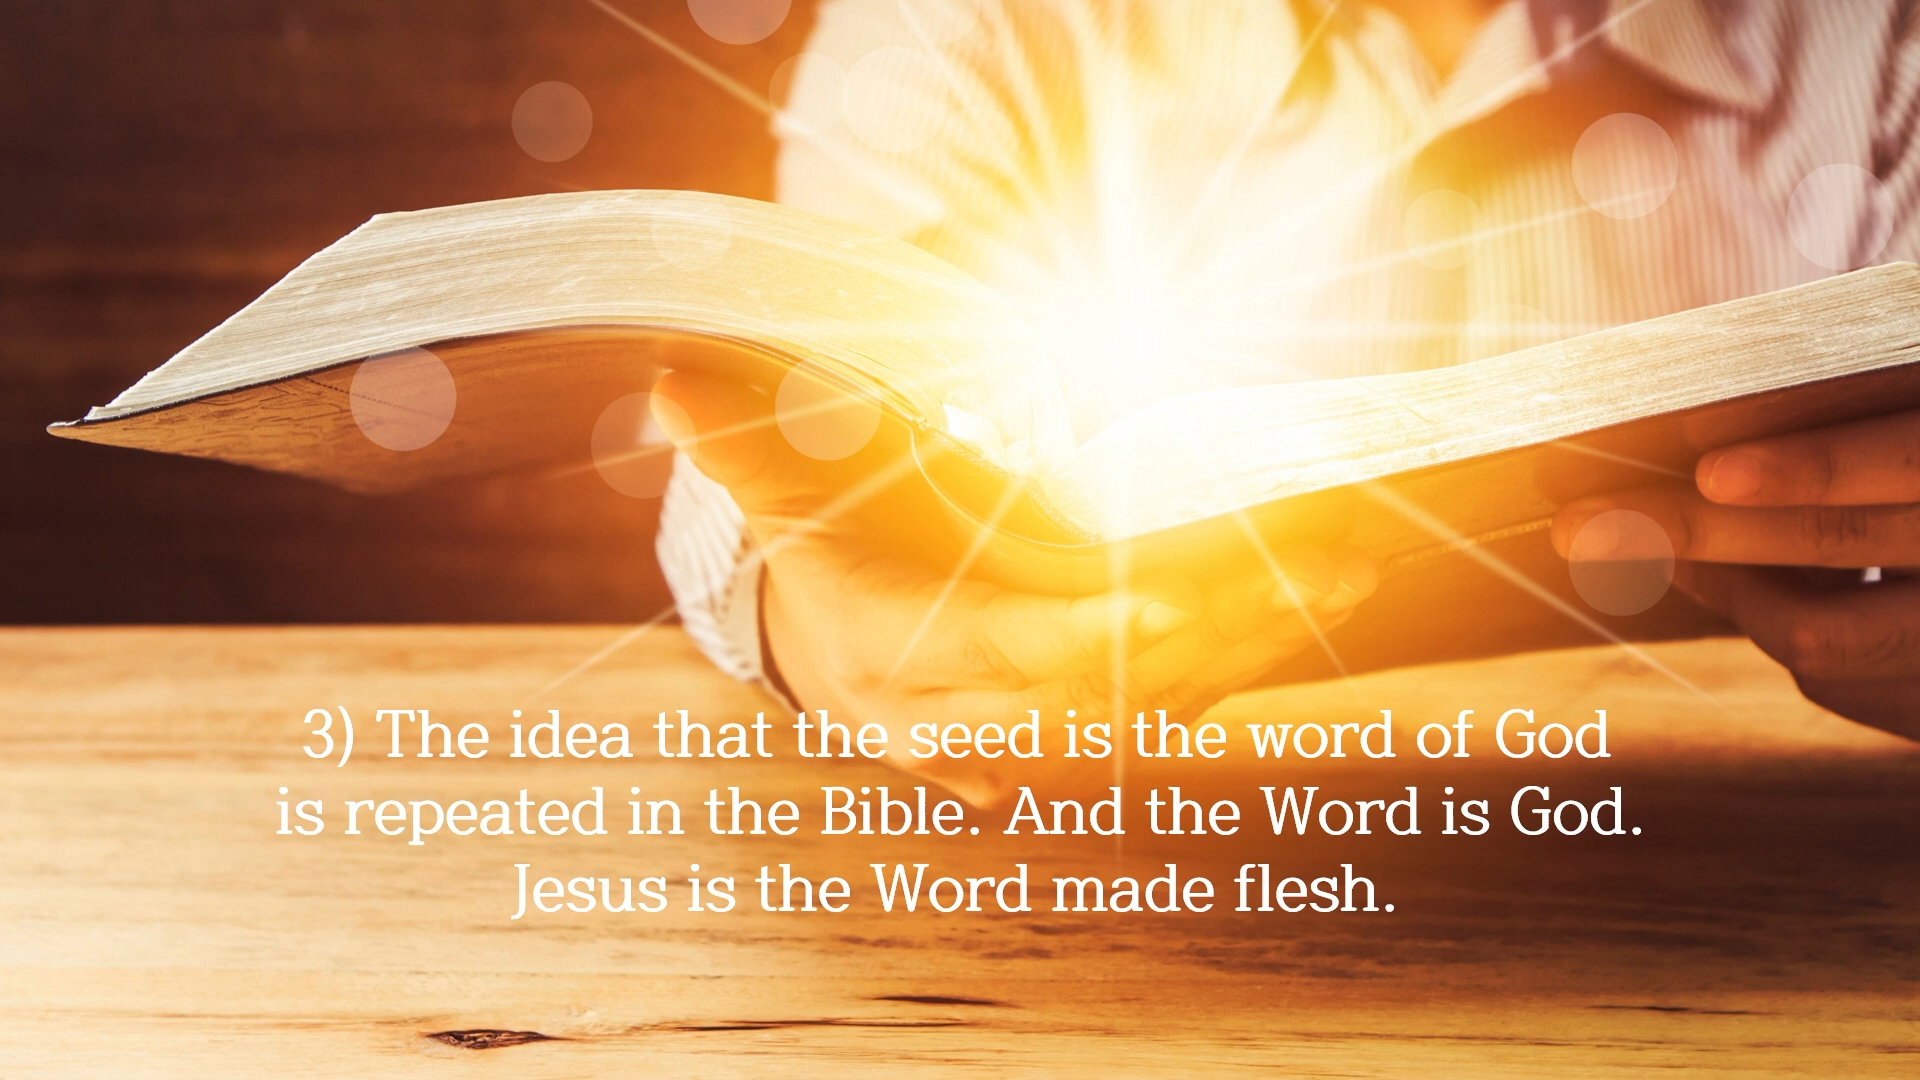 3) The idea that the seed is the word of God
is repeated in the Bible. And the Word is God.
Jesus is the Word made flesh.